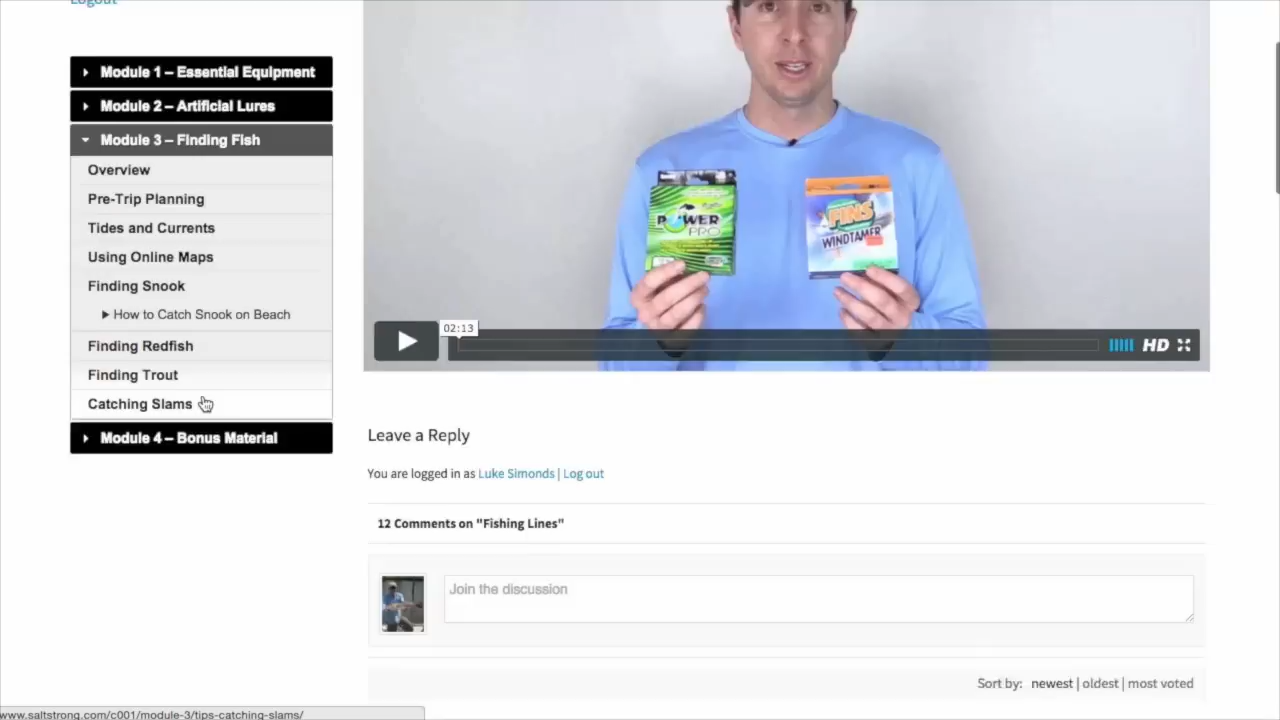 Logout
Module 1 – Essential Equipment
Module 2 – Artificial Lures
Module 3 – Finding Fish
Overview
Pre-Trip Planning
Tides and Currents
Using Online Maps
Finding Snook
How to Catch Snook on Beach
Finding Redfish
Finding Trout
Catching Slams
Module 4 – Bonus Material
POWER
PRO
FINS
WINDTAMER
02:13
HD
Leave a Reply
You are logged in as Luke Simonds | Log out
12 Comments on "Fishing Lines"
Join the discussion
Sort by: newest | oldest | most voted
www.saltstrong.com/c001/module-3/tips-catching-slams/